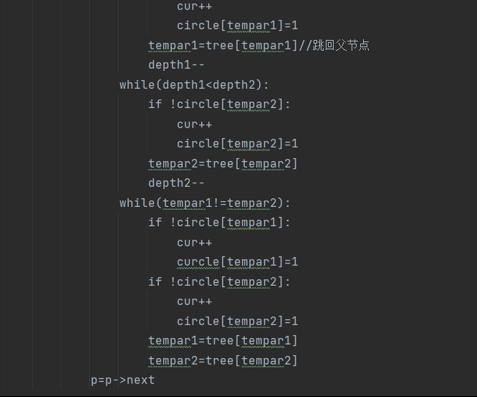 cur++
circle[tempar1]=1
tempar1=tree[tempar1]//跳回父节点
depth1--
while(depth1<depth2):
if !circle[tempar2]:
cur++
circle[tempar2]=1
tempar2=tree[tempar2]
depth2--
while(tempar1!=tempar2):
if !circle[tempar1]:
cur++
curcle[tempar1]=1
if !circle[tempar2]:
cur++
circle[tempar2]=1
tempar1=tree[tempar1]
tempar2=tree[tempar2]
p=p->next